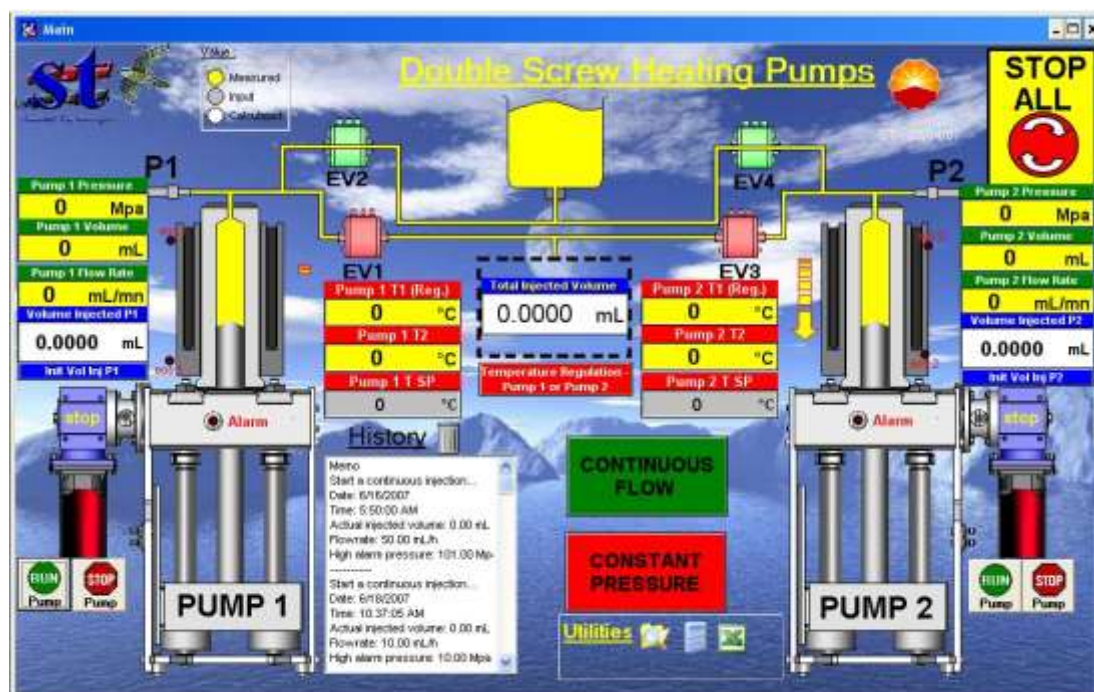 Main
st
Value
Measured
Input
Calculated
Double Screw Heating Pumps
STOP
ALL
P1
EV2
EV4
P2
Pump 1 Pressure
0 Mpa
Pump 1 Volume
0 mL
Pump 1 Flow Rate
0 mL/mn
Volume Injected P1
0.0000 mL
Init Vol Inj P1
EV1
EV3
Pump 1 T1 (Reg.)
0 °C
Pump 1 T2
0 °C
Pump 1 T SP
0 °C
Total Injected Volume
0.0000 mL
Temperature Regulation -
Pump 1 or Pump 2
Pump 2 T1 (Reg.)
0 °C
Pump 2 T2
0 °C
Pump 2 T SP
0 °C
Pump 2 Pressure
0 Mpa
Pump 2 Volume
0 mL
Pump 2 Flow Rate
0 mL/mn
Volume Injected P2
0.0000 mL
Init Vol Inj P2
stop
Alarm
Alarm
stop
History
Memo
Start a continuous injection...
Date: 6/16/2007
Time: 5:50:00 AM
Actual injected volume: 0.00 mL
Flowrate: 50.00 mL/h
High alarm pressure: 101.00 Mp
-----------
Start a continuous injection...
Date: 6/18/2007
Time: 10:37:05 AM
Actual injected volume: 0.00 mL
Flowrate: 10.00 mL/h
High alarm pressure: 10.00 Mpa
CONTINUOUS
FLOW
CONSTANT
PRESSURE
Utilities
RUN
Pump
STOP
Pump
PUMP 1
PUMP 2
RUN
Pump
STOP
Pump